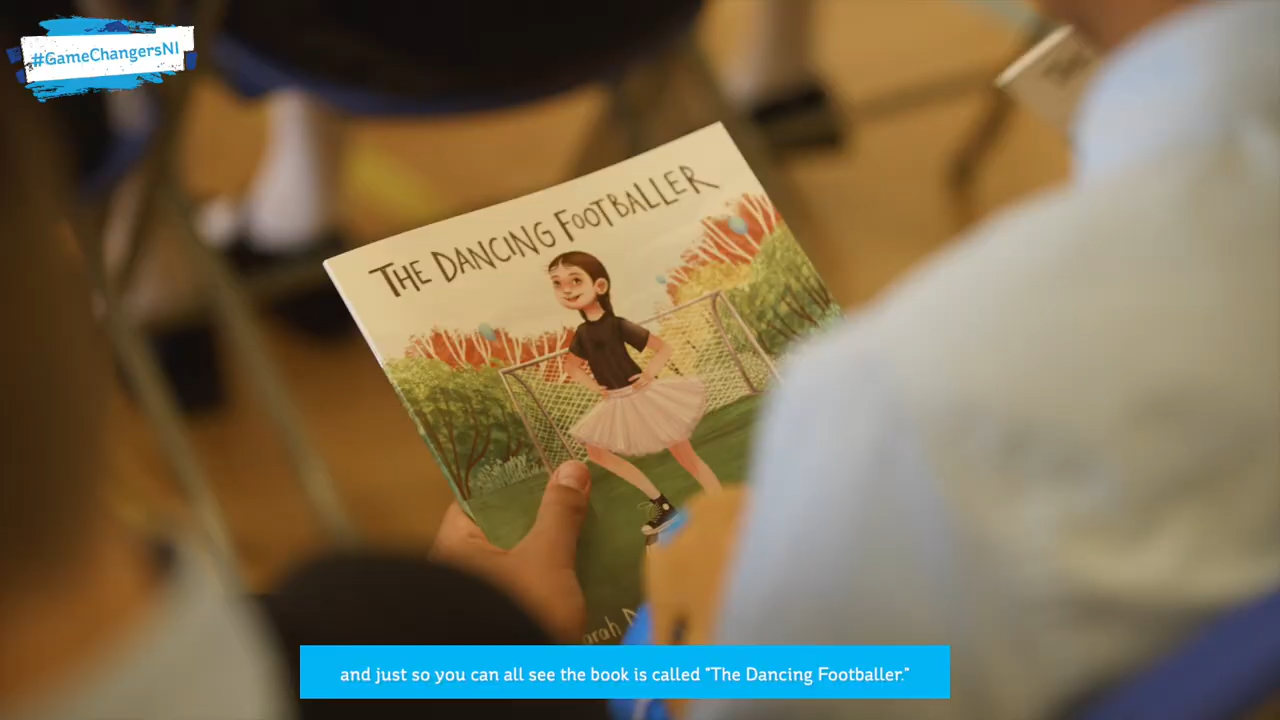 #GameChangersNI
THE DANCING FOOTBALLER
and just so you can all see the book is called "The Dancing Footballer."